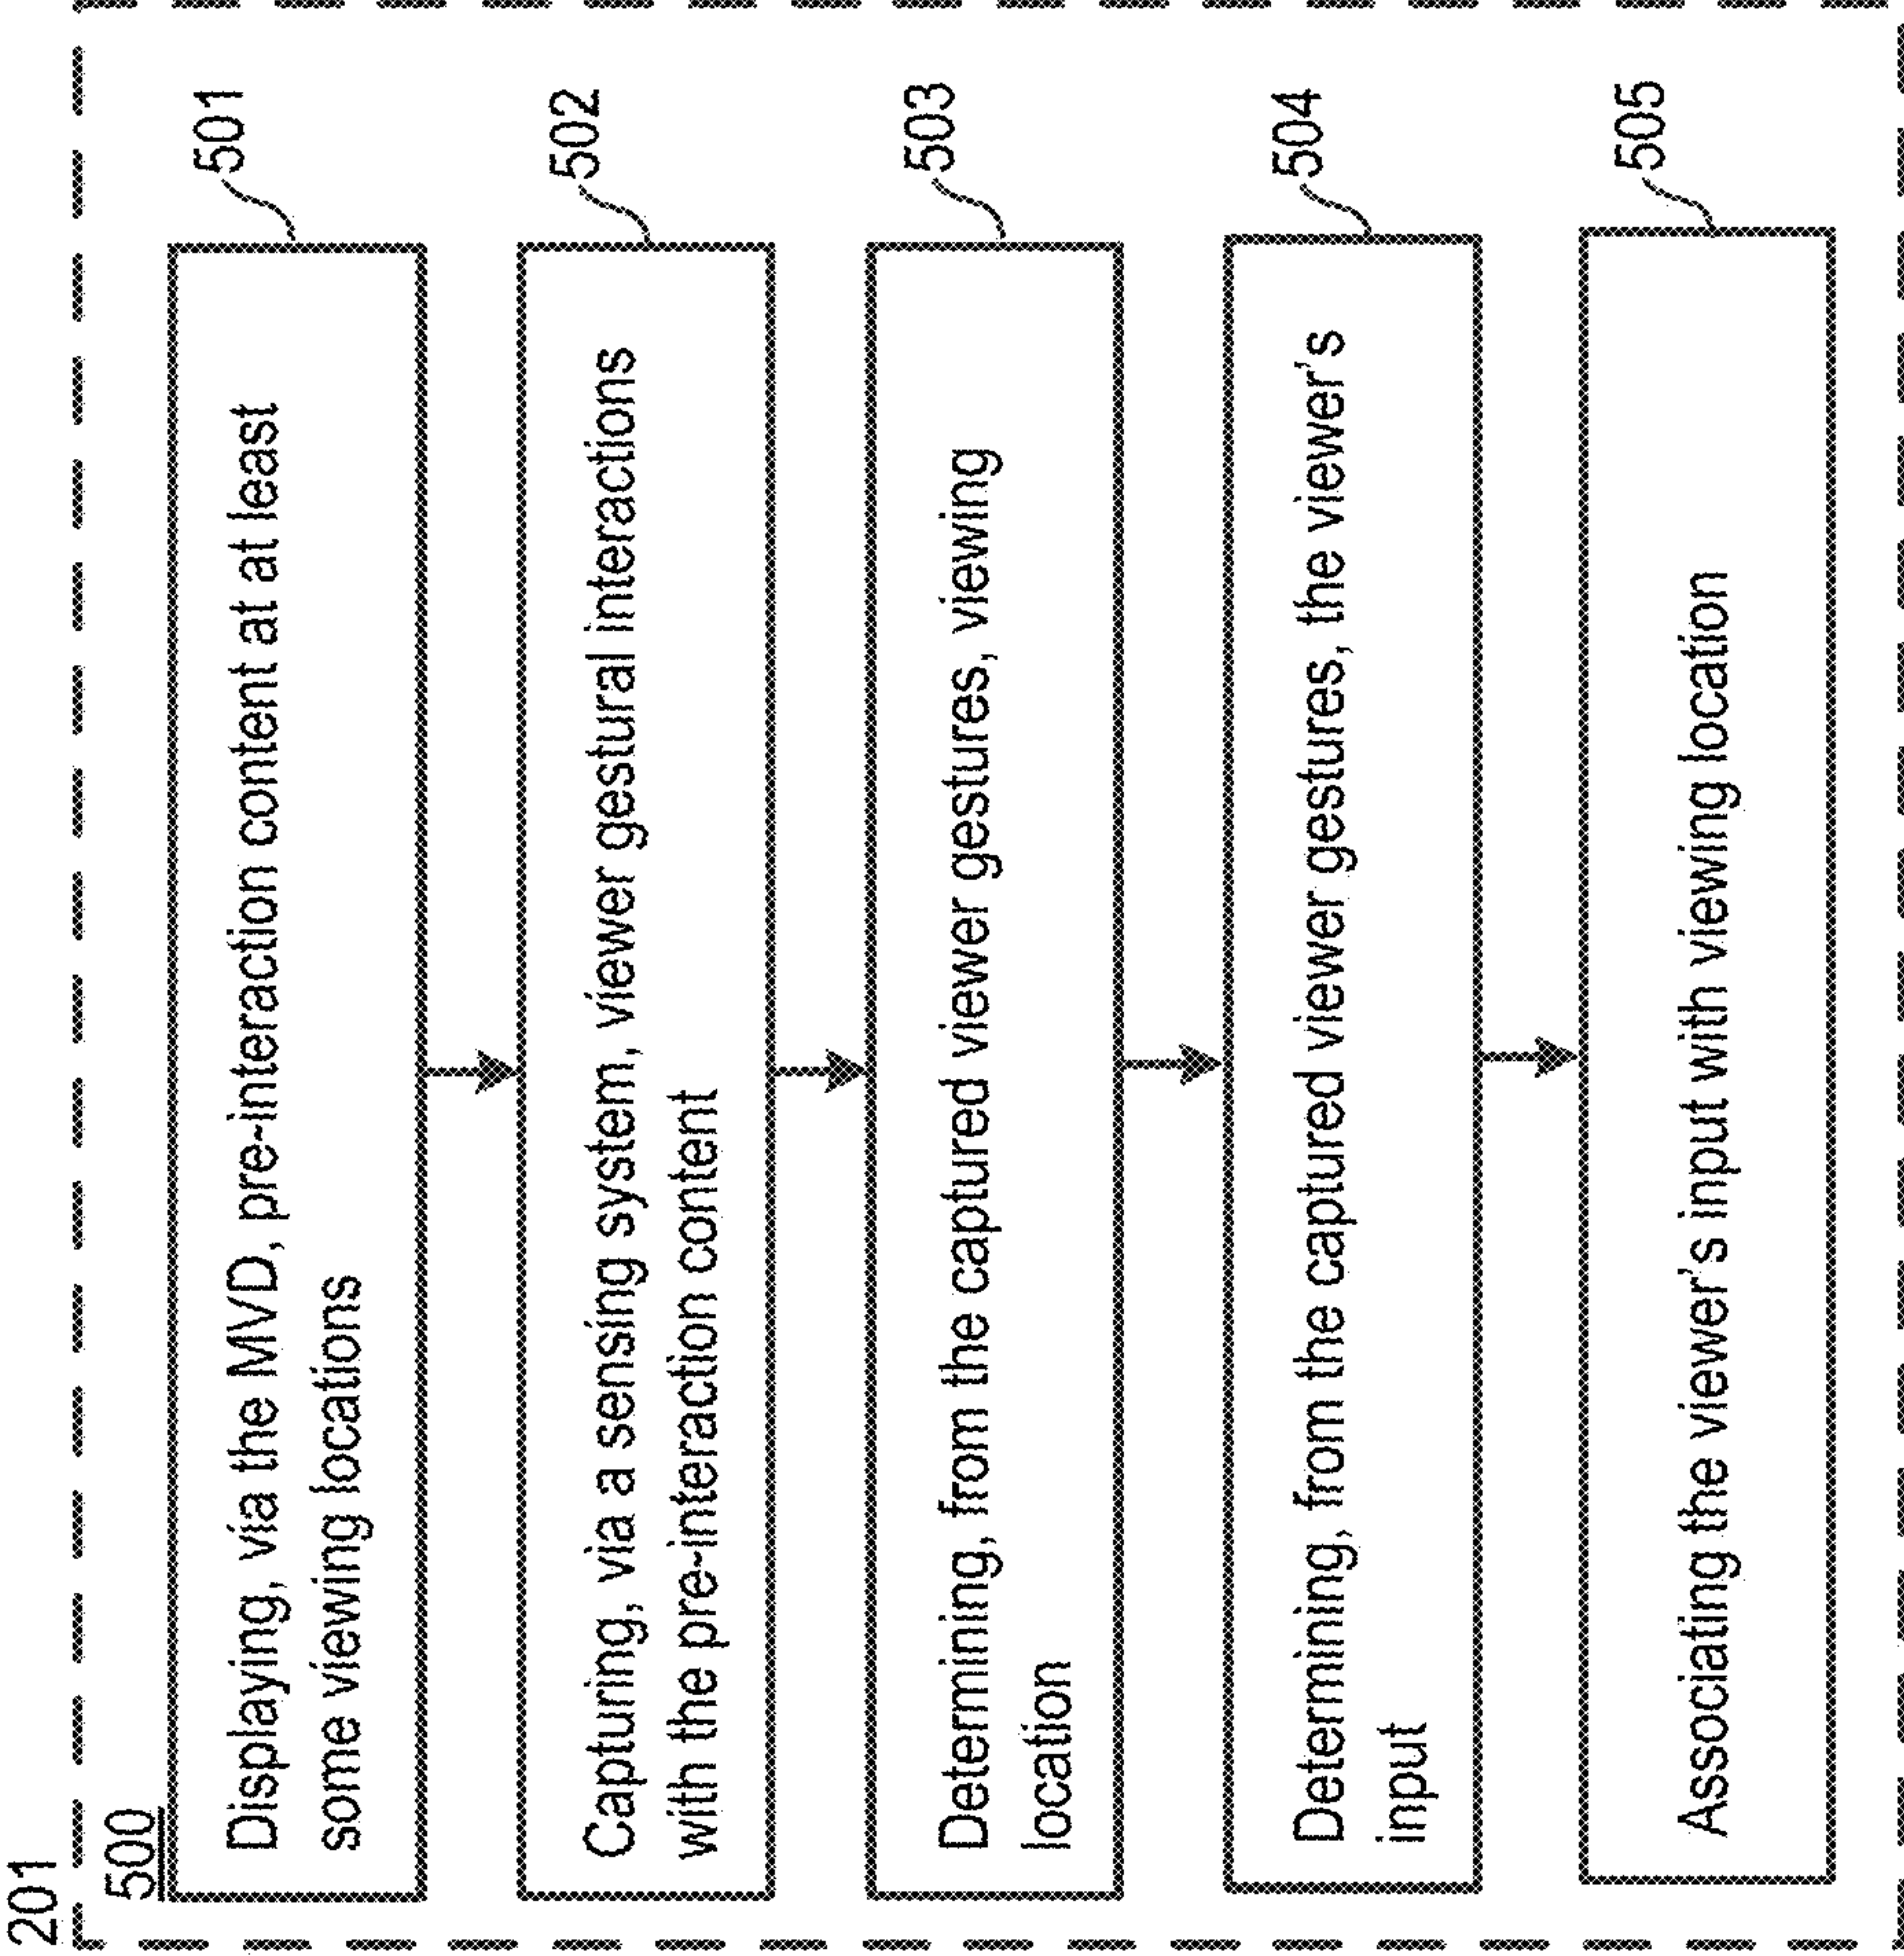 201
500
Displaying, via the MVD, pre-interaction content at at least
some viewing locations
501
Capturing, via a sensing system, viewer gestural interactions
with the pre-interaction content
502
Determining, from the captured viewer gestures, viewing
location
503
Determining, from the captured viewer gestures, the viewer's
input
504
Associating the viewer's input with viewing location
505